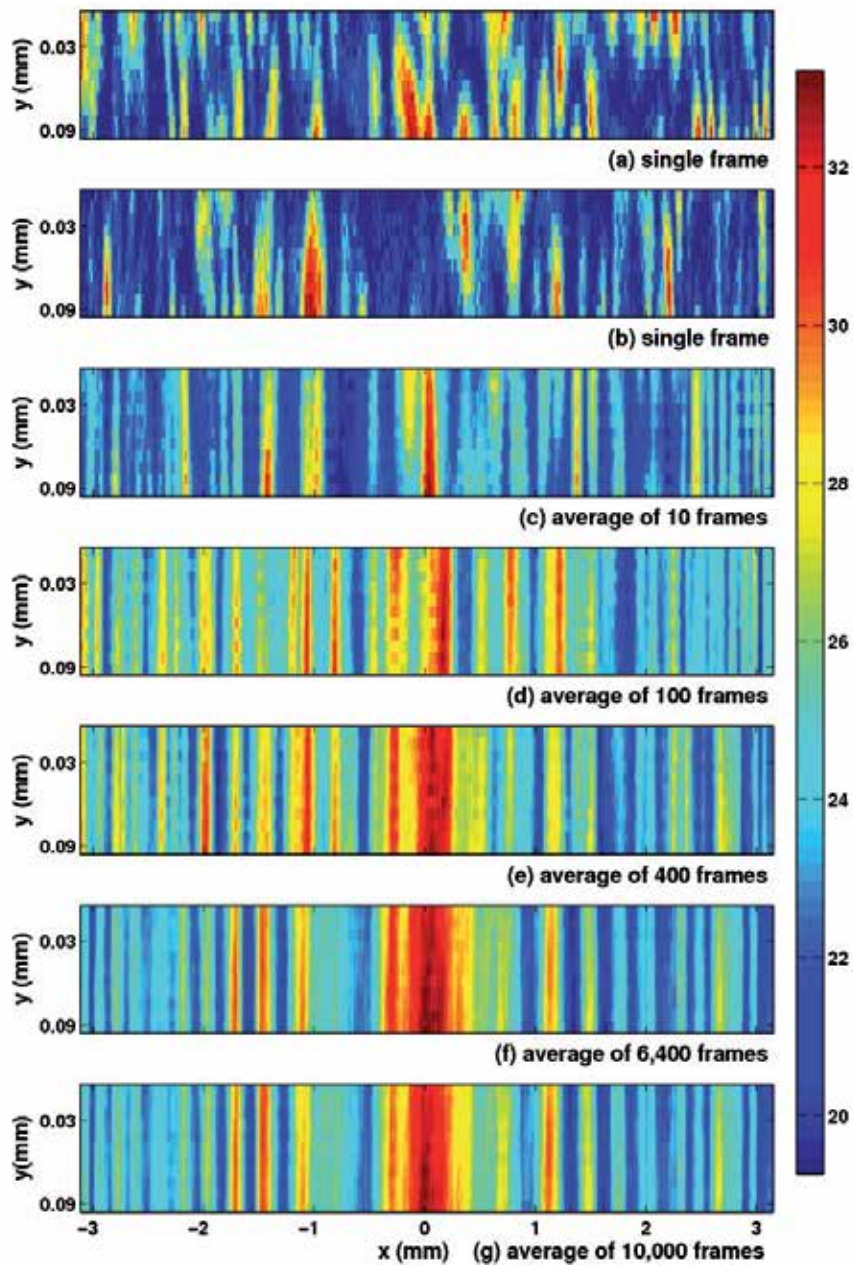 y (mm)
0.03
0.09
(a) single frame
y (mm)
0.03
0.09
(b) single frame
y (mm)
0.03
0.09
(c) average of 10 frames
y (mm)
0.03
0.09
(d) average of 100 frames
y (mm)
0.03
0.09
(e) average of 400 frames
y (mm)
0.03
0.09
(f) average of 6,400 frames
y(mm)
0.03
0.09
−3 −2 −1 0 1 2 3
x (mm) (g) average of 10,000 frames
32
30
28
26
24
22
20